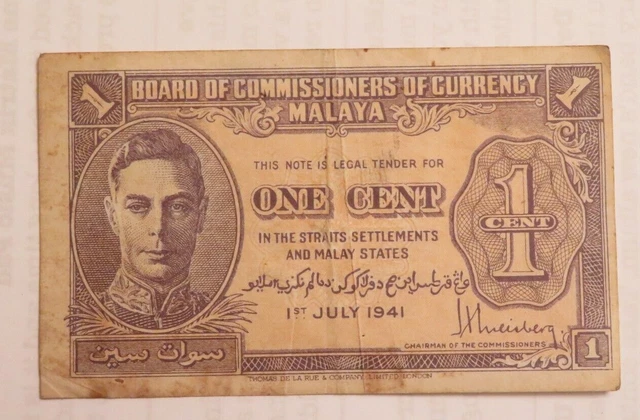 1
BOARD OF COMMISSIONERS OF CURRENCY
1
MALAYA
THIS NOTE IS LEGAL TENDER FOR
ONE CENT
1
CENT
IN THE STRAITS SETTLEMENTS
AND MALAY STATES
1ST JULY 1941
CHAIRMAN OF THE COMMISSIONERS
سوات سين
1
THOMAS DE LA RUE & COMPANY, LIMITED, LONDON